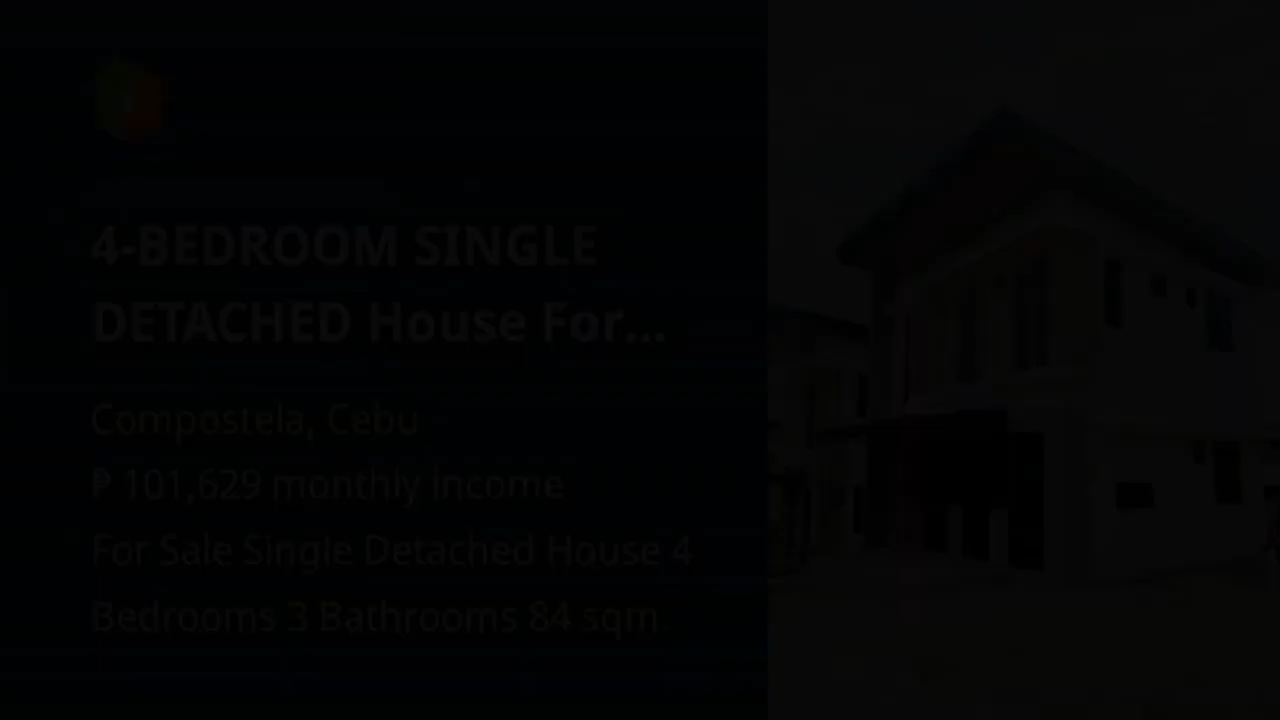 4-BEDROOM SINGLE
DETACHED House For...
Compostela, Cebu
₱ 101,629 monthly income
For Sale Single Detached House 4
Bedrooms 3 Bathrooms 84 sqm.